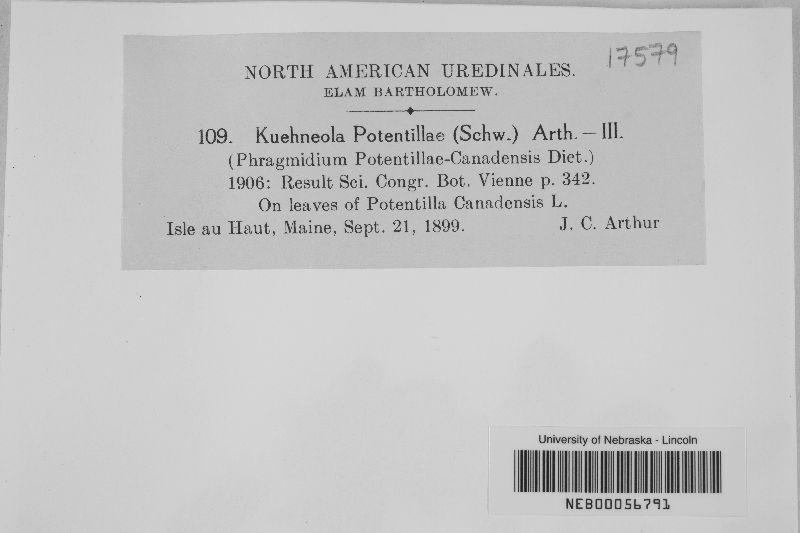 17579
NORTH AMERICAN UREDINALES.
ELAM BARTHOLOMEW.
109. Kuehneola Potentillae (Schw.) Arth.—III.
(Phragmidium Potentillae-Canadensis Diet.)
1906: Result Sci. Congr. Bot. Vienne p. 342.
On leaves of Potentilla Canadensis L.
Isle au Haut, Maine, Sept. 21, 1899. J. C. Arthur
University of Nebraska - Lincoln
NEB00056791